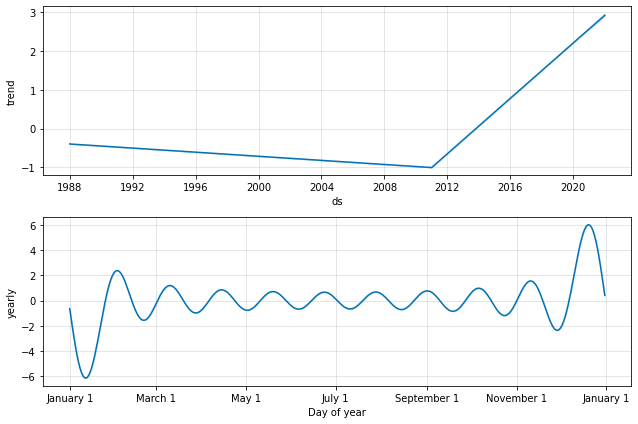 3
2
1
0
−1
trend
1988 1992 1996 2000 2004 2008 2012 2016 2020
ds
6
4
2
0
−2
−4
−6
yearly
January 1 March 1 May 1 July 1 September 1 November 1 January 1
Day of year